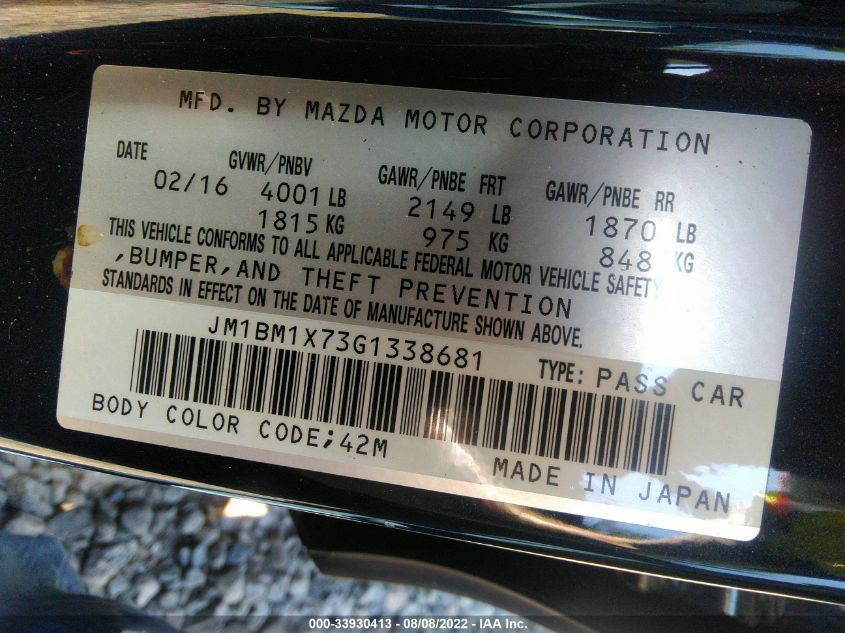 MFD. BY MAZDA MOTOR CORPORATION
DATE GVWR/PNBV GAWR/PNBE FRT GAWR/PNBE RR
02/16 4001 LB 2149 LB 1870 LB
1815 KG 975 KG 848 KG
THIS VEHICLE CONFORMS TO ALL APPLICABLE FEDERAL MOTOR VEHICLE SAFETY
,BUMPER,AND THEFT PREVENTION
STANDARDS IN EFFECT ON THE DATE OF MANUFACTURE SHOWN ABOVE.
JM1BM1X73G1338681 TYPE: PASS CAR
BODY COLOR CODE;42M MADE IN JAPAN
000-33930413 - 08/08/2022 - IAA Inc.